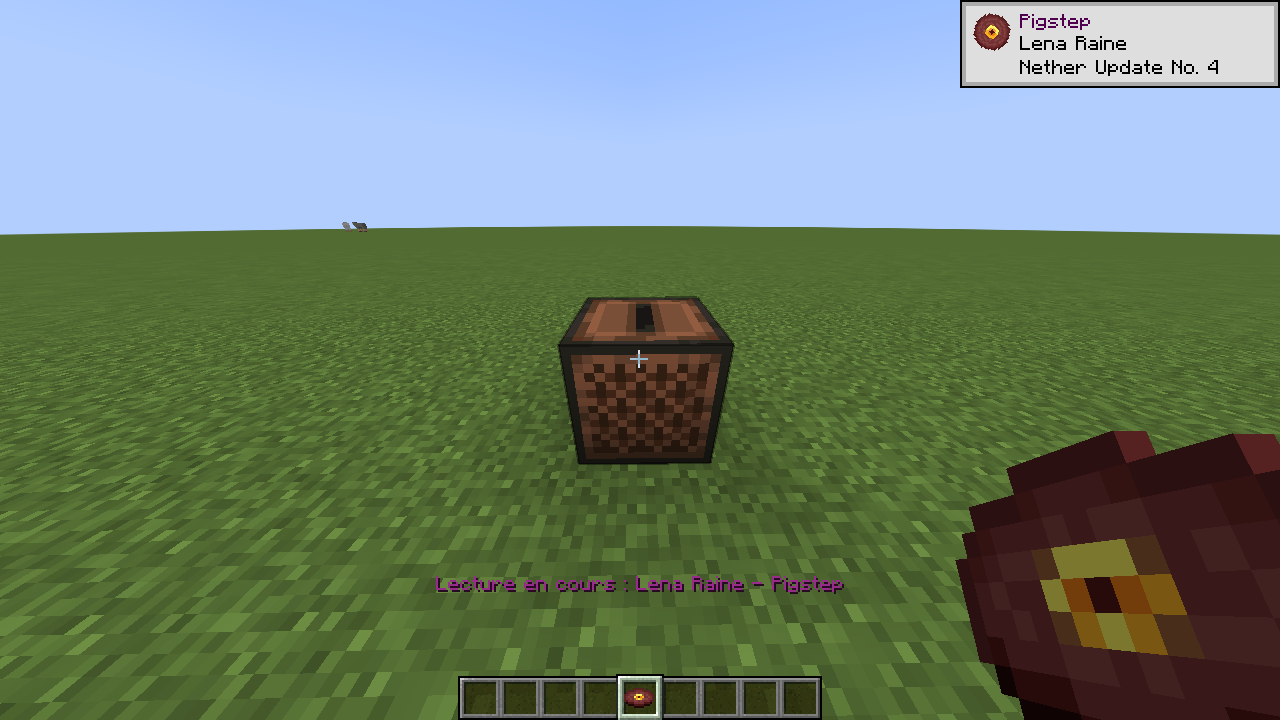 Pigstep
Lena Raine
Nether Update No. 4
Lecture en cours : Lena Raine - Pigstep